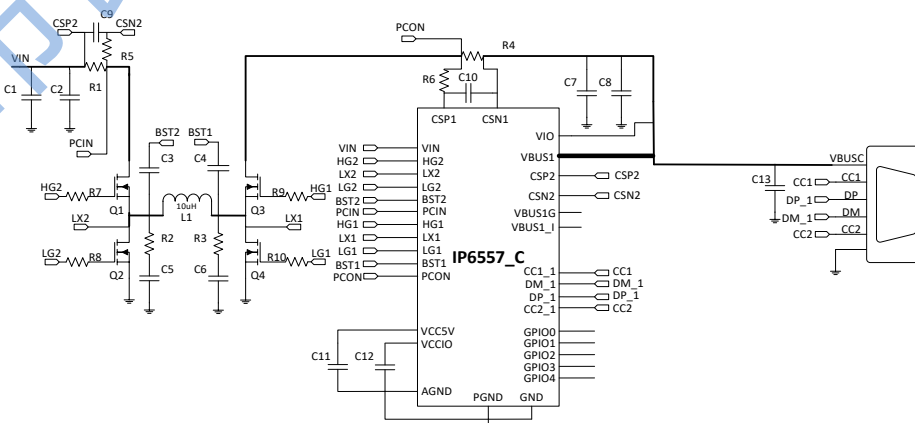 C9
CSP2
CSN2
PCON
VIN
R5
R4
R1
R6
C10
C1
C2
C7
C8
CSP1
CSN1
PCIN
BST2
BST1
VIO
C3
C4
VIN
VIN
VBUS1
VBUSC
HG2
HG2
CSP2
CSP2
C13
CC1
CC1
HG2
R7
R9
HG1
LX2
LX2
DP_1
DP
Q1
10uH
Q3
LG2
LG2
CSN2
CSN2
L1
BST2
BST2
DM_1
DM
LX2
LX1
PCIN
PCIN
VBUS1G
CC2
CC2
HG1
HG1
VBUS1_I
R2
R3
LX1
LX1
LG2
R8
R10
LG1
LG1
LG1
IP6557_C
Q2
C5
C6
Q4
BST1
BST1
PCON
PCON
CC1_1
CC1
DM_1
DM_1
DP_1
DP_1
CC2_1
CC2
VCC5V
GPIO0
VCCIO
GPIO1
C11
C12
GPIO2
GPIO3
GPIO4
AGND
PGND
GND